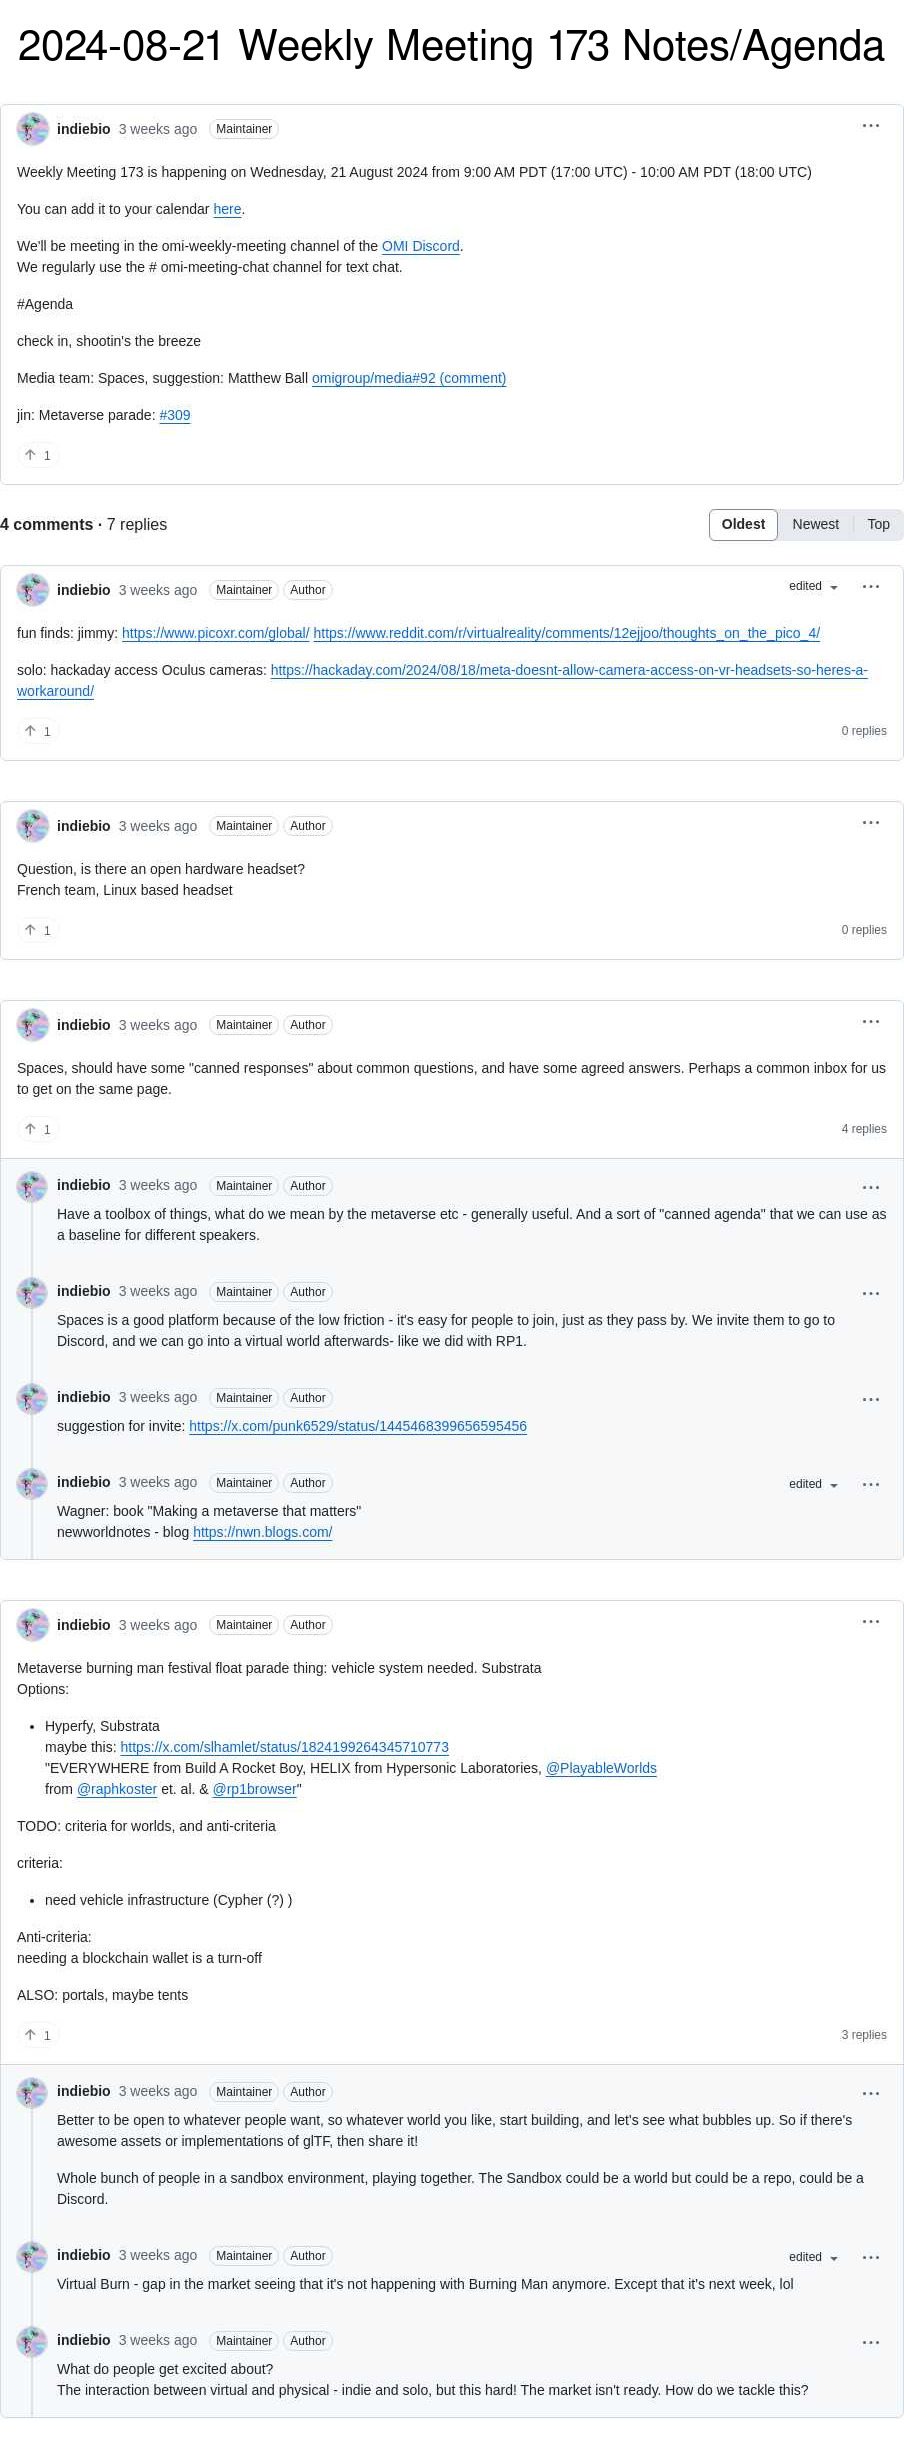 2024-08-21 Weekly Meeting 173 Notes/Agenda
indiebio 3 weeks ago Maintainer
Weekly Meeting 173 is happening on Wednesday, 21 August 2024 from 9:00 AM PDT (17:00 UTC) - 10:00 AM PDT (18:00 UTC)
You can add it to your calendar here.
We'll be meeting in the omi-weekly-meeting channel of the OMI Discord.
We regularly use the # omi-meeting-chat channel for text chat.
#Agenda
check in, shootin's the breeze
Media team: Spaces, suggestion: Matthew Ball omigroup/media#92 (comment)
jin: Metaverse parade: #309
↑ 1
4 comments · 7 replies
Oldest Newest Top
indiebio 3 weeks ago Maintainer Author edited
fun finds: jimmy: https://www.picoxr.com/global/ https://www.reddit.com/r/virtualreality/comments/12ejjoo/thoughts_on_the_pico_4/
solo: hackaday access Oculus cameras: https://hackaday.com/2024/08/18/meta-doesnt-allow-camera-access-on-vr-headsets-so-heres-a-
workaround/
↑ 1 0 replies
indiebio 3 weeks ago Maintainer Author
Question, is there an open hardware headset?
French team, Linux based headset
↑ 1 0 replies
indiebio 3 weeks ago Maintainer Author
Spaces, should have some "canned responses" about common questions, and have some agreed answers. Perhaps a common inbox for us
to get on the same page.
↑ 1 4 replies
indiebio 3 weeks ago Maintainer Author
Have a toolbox of things, what do we mean by the metaverse etc - generally useful. And a sort of "canned agenda" that we can use as
a baseline for different speakers.
indiebio 3 weeks ago Maintainer Author
Spaces is a good platform because of the low friction - it's easy for people to join, just as they pass by. We invite them to go to
Discord, and we can go into a virtual world afterwards- like we did with RP1.
indiebio 3 weeks ago Maintainer Author
suggestion for invite: https://x.com/punk6529/status/1445468399656595456
indiebio 3 weeks ago Maintainer Author edited
Wagner: book "Making a metaverse that matters"
newworldnotes - blog https://nwn.blogs.com/
indiebio 3 weeks ago Maintainer Author
Metaverse burning man festival float parade thing: vehicle system needed. Substrata
Options:
• Hyperfy, Substrata
maybe this: https://x.com/slhamlet/status/1824199264345710773
"EVERYWHERE from Build A Rocket Boy, HELIX from Hypersonic Laboratories, @PlayableWorlds
from @raphkoster et. al. & @rp1browser"
TODO: criteria for worlds, and anti-criteria
criteria:
• need vehicle infrastructure (Cypher (?) )
Anti-criteria:
needing a blockchain wallet is a turn-off
ALSO: portals, maybe tents
↑ 1 3 replies
indiebio 3 weeks ago Maintainer Author
Better to be open to whatever people want, so whatever world you like, start building, and let's see what bubbles up. So if there's
awesome assets or implementations of glTF, then share it!
Whole bunch of people in a sandbox environment, playing together. The Sandbox could be a world but could be a repo, could be a
Discord.
indiebio 3 weeks ago Maintainer Author edited
Virtual Burn - gap in the market seeing that it's not happening with Burning Man anymore. Except that it's next week, lol
indiebio 3 weeks ago Maintainer Author
What do people get excited about?
The interaction between virtual and physical - indie and solo, but this hard! The market isn't ready. How do we tackle this?